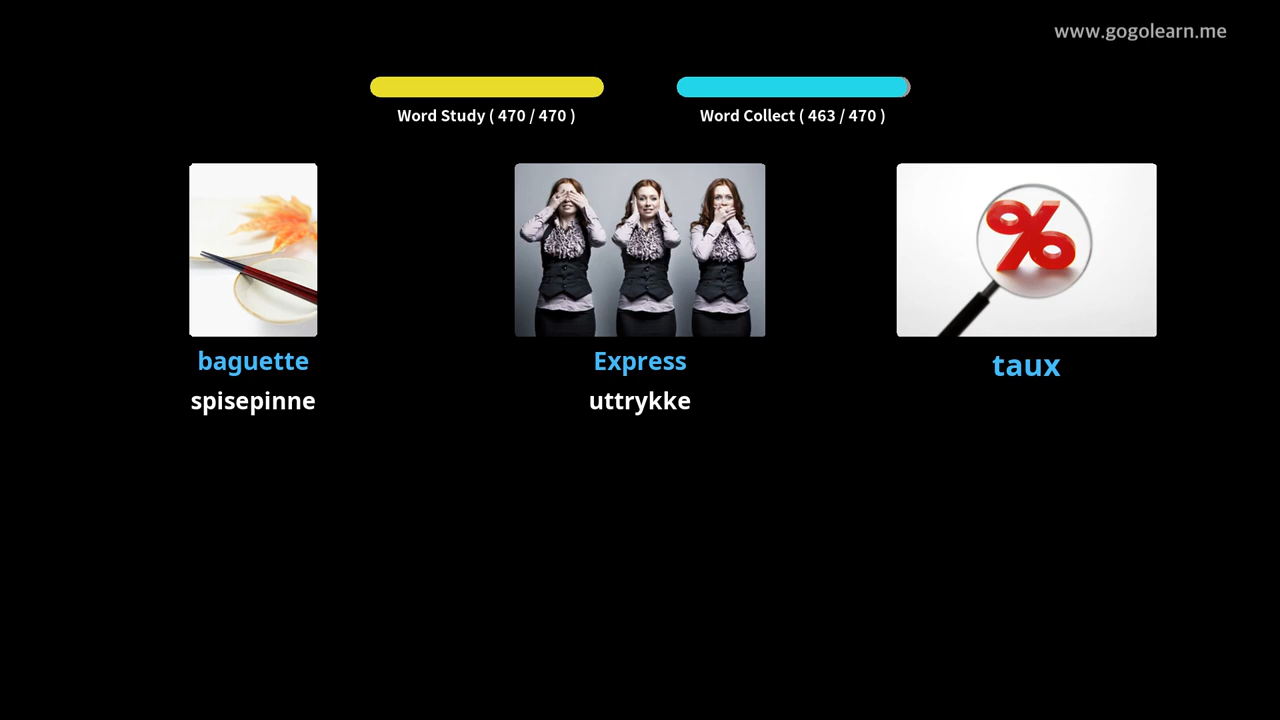 www.gogolearn.me
Word Study ( 470 / 470 )
Word Collect ( 463 / 470 )
baguette
Express
taux
spisepinne
uttrykke